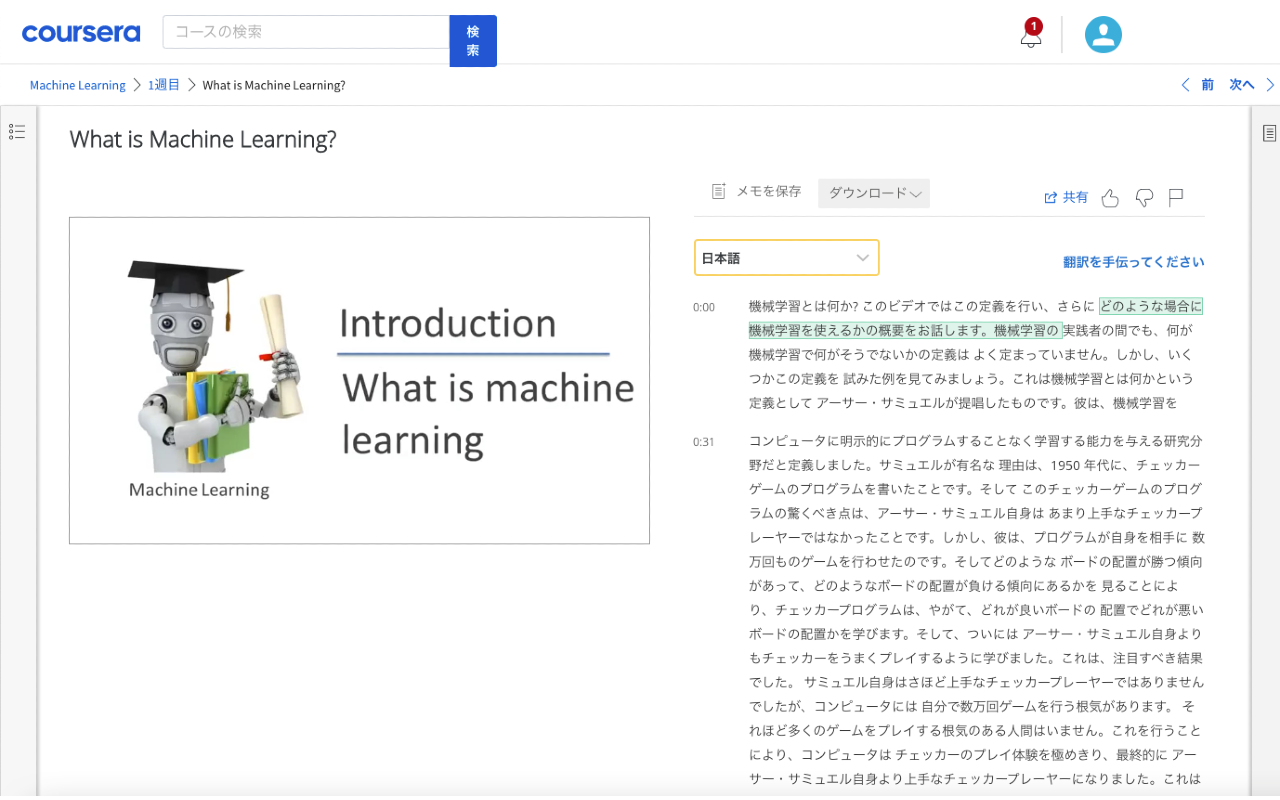 coursera
コースの検索
検
索
1
Machine Learning
1週目
What is Machine Learning?
前
次へ
What is Machine Learning?
メモを保存
ダウンロード
共有
Introduction
What is machine
learning
Machine Learning
日本語
翻訳を手伝ってください
0:00
機械学習とは何か? このビデオではこの定義を行い、さらに どのような場合に
機械学習を使えるかの概要をお話します。機械学習の 実践者の間でも、何が
機械学習で何がそうでないかの定義は よく定まっていません。しかし、いく
つかこの定義を 試みた例を見てみましょう。これは機械学習とは何かという
定義として アーサー・サミュエルが提唱したものです。彼は、機械学習を
0:31
コンピュータに明示的にプログラムすることなく学習する能力を与える研究分
野だと定義しました。サミュエルが有名な 理由は、1950 年代に、チェッカー
ゲームのプログラムを書いたことです。そして このチェッカーゲームのプログ
ラムの驚くべき点は、アーサー・サミュエル自身は あまり上手なチェッカープ
レーヤーではなかったことです。しかし、彼は、プログラムが自身を相手に 数
万回ものゲームを行わせたのです。そしてどのような ボードの配置が勝つ傾向
があって、どのようなボードの配置が負ける傾向にあるかを 見ることによ
り、チェッカープログラムは、やがて、どれが良いボードの 配置でどれが悪い
ボードの配置かを学びます。そして、ついには アーサー・サミュエル自身より
もチェッカーをうまくプレイするように学びました。これは、注目すべき結果
でした。 サミュエル自身はさほど上手なチェッカープレーヤーではありません
でしたが、コンピュータには 自分で数万回ゲームを行う根気があります。 そ
れほど多くのゲームをプレイする根気のある人間はいません。これを行うこと
により、コンピュータは チェッカーのプレイ体験を極めきり、最終的に アー
サー・サミュエル自身より上手なチェッカープレーヤーになりました。これは